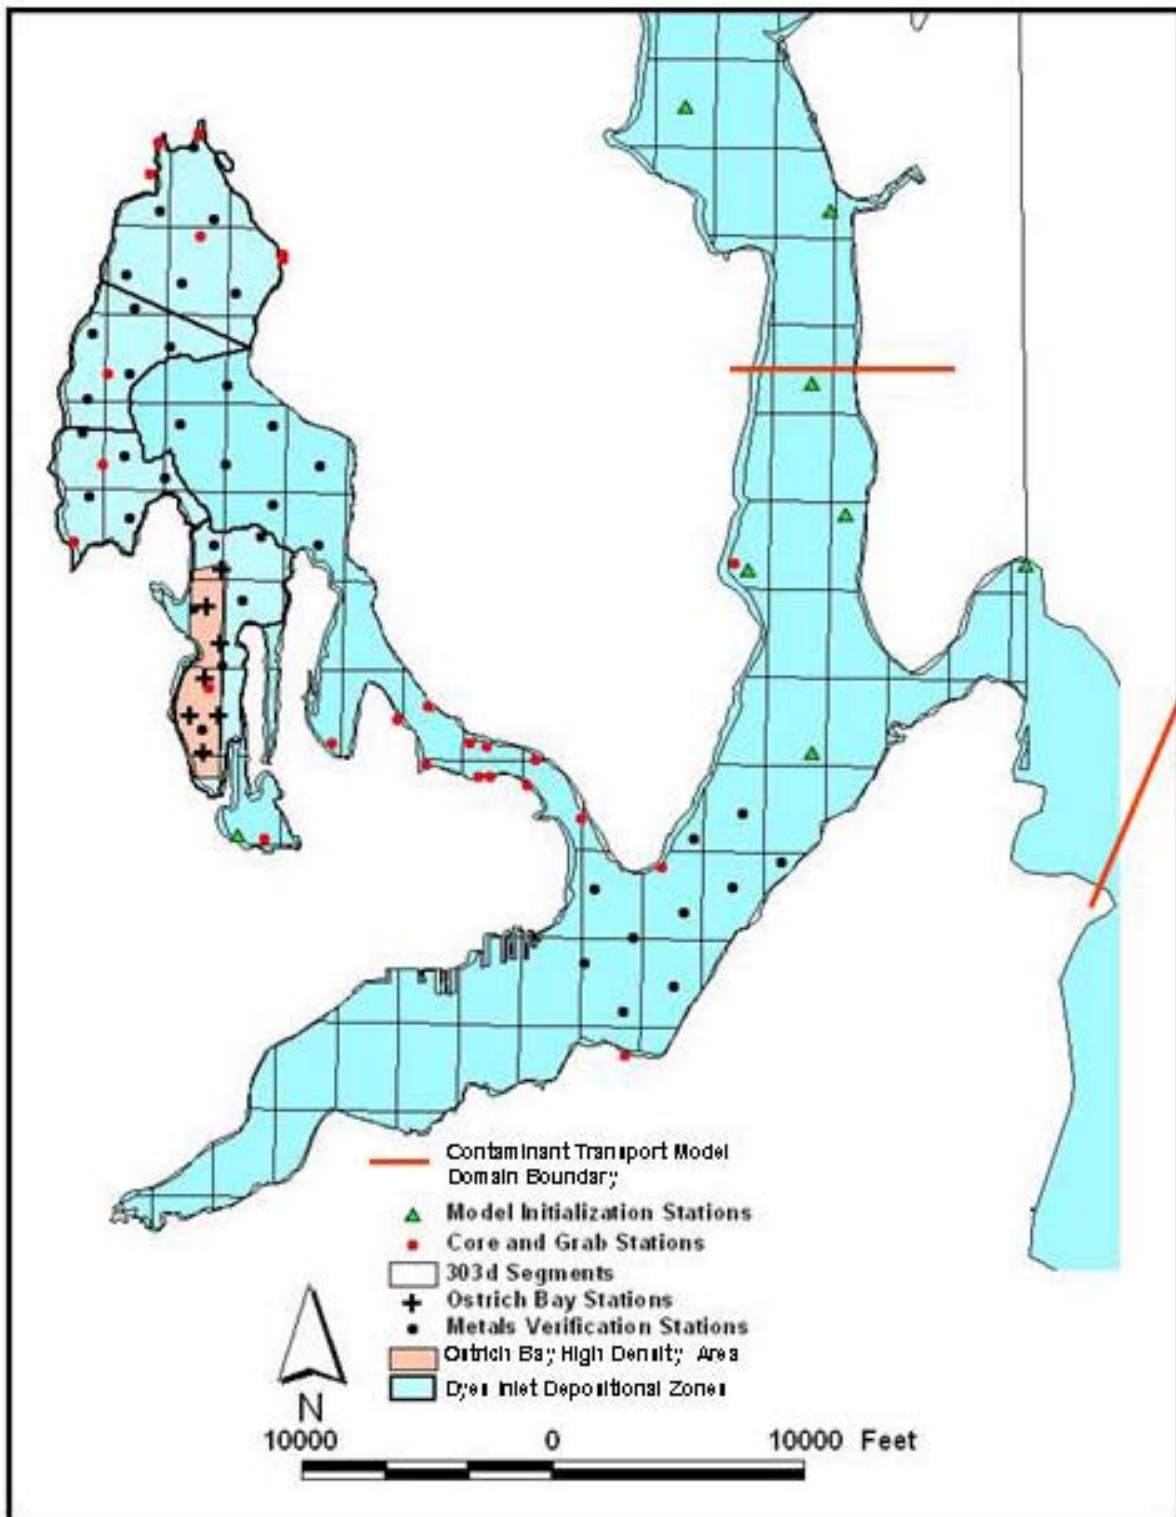 Contaminant Transport Model
Domain Boundary
Model Initialization Stations
Core and Grab Stations
303d Segments
Ostrich Bay Stations
Metals Verification Stations
Ostrich Bay High Density Area
Dyes Inlet Depositional Zones
N
10000 0 10000 Feet